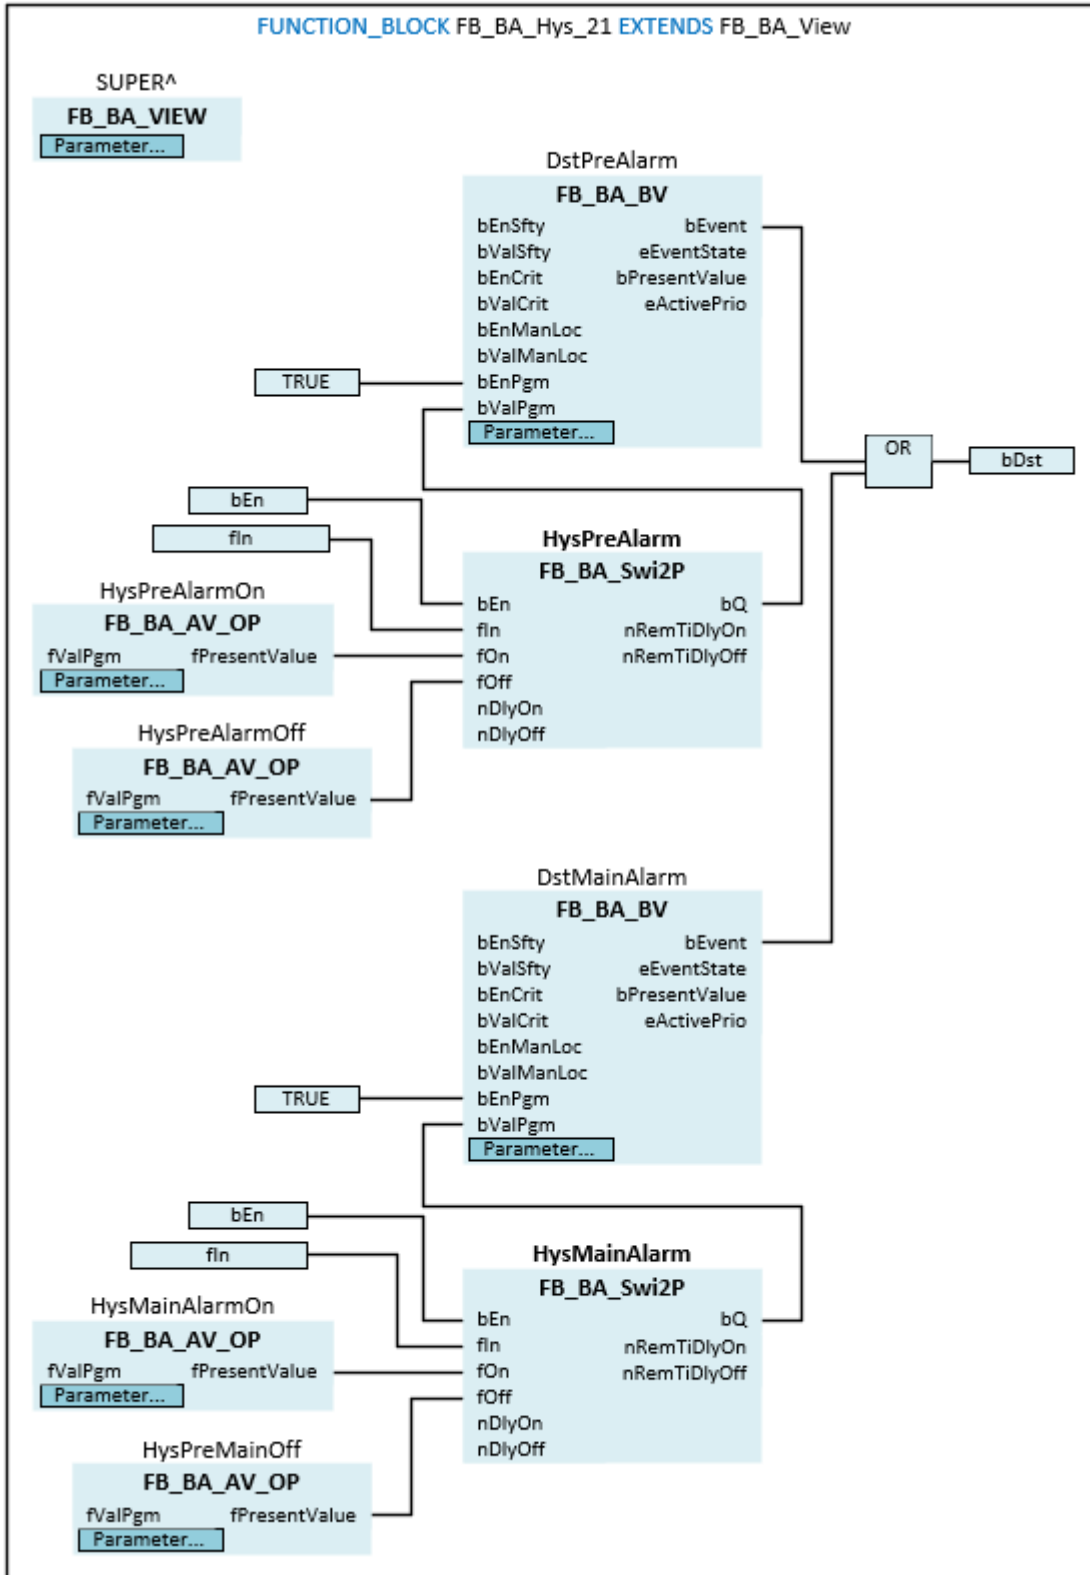 FUNCTION_BLOCK FB_BA_Hys_21 EXTENDS FB_BA_View
SUPER^
FB_BA_VIEW
Parameter...
DstPreAlarm
FB_BA_BV
bEnSfty bEvent
bValSfty eEventState
bEnCrit bPresentValue
bValCrit eActivePrio
bEnManLoc
bValManLoc
TRUE
bEnPgm
bValPgm
Parameter...
OR
bDst
bEn
fIn
HysPreAlarm
FB_BA_Swi2P
bEn bQ
fIn nRemTiDlyOn
fOn nRemTiDlyOff
fOff
nDlyOn
nDlyOff
HysPreAlarmOn
FB_BA_AV_OP
fValPgm fPresentValue
Parameter...
HysPreAlarmOff
FB_BA_AV_OP
fValPgm fPresentValue
Parameter...
DstMainAlarm
FB_BA_BV
bEnSfty bEvent
bValSfty eEventState
bEnCrit bPresentValue
bValCrit eActivePrio
bEnManLoc
bValManLoc
TRUE
bEnPgm
bValPgm
Parameter...
bEn
fIn
HysMainAlarm
FB_BA_Swi2P
bEn bQ
fIn nRemTiDlyOn
fOn nRemTiDlyOff
fOff
nDlyOn
nDlyOff
HysMainAlarmOn
FB_BA_AV_OP
fValPgm fPresentValue
Parameter...
HysPreMainOff
FB_BA_AV_OP
fValPgm fPresentValue
Parameter...